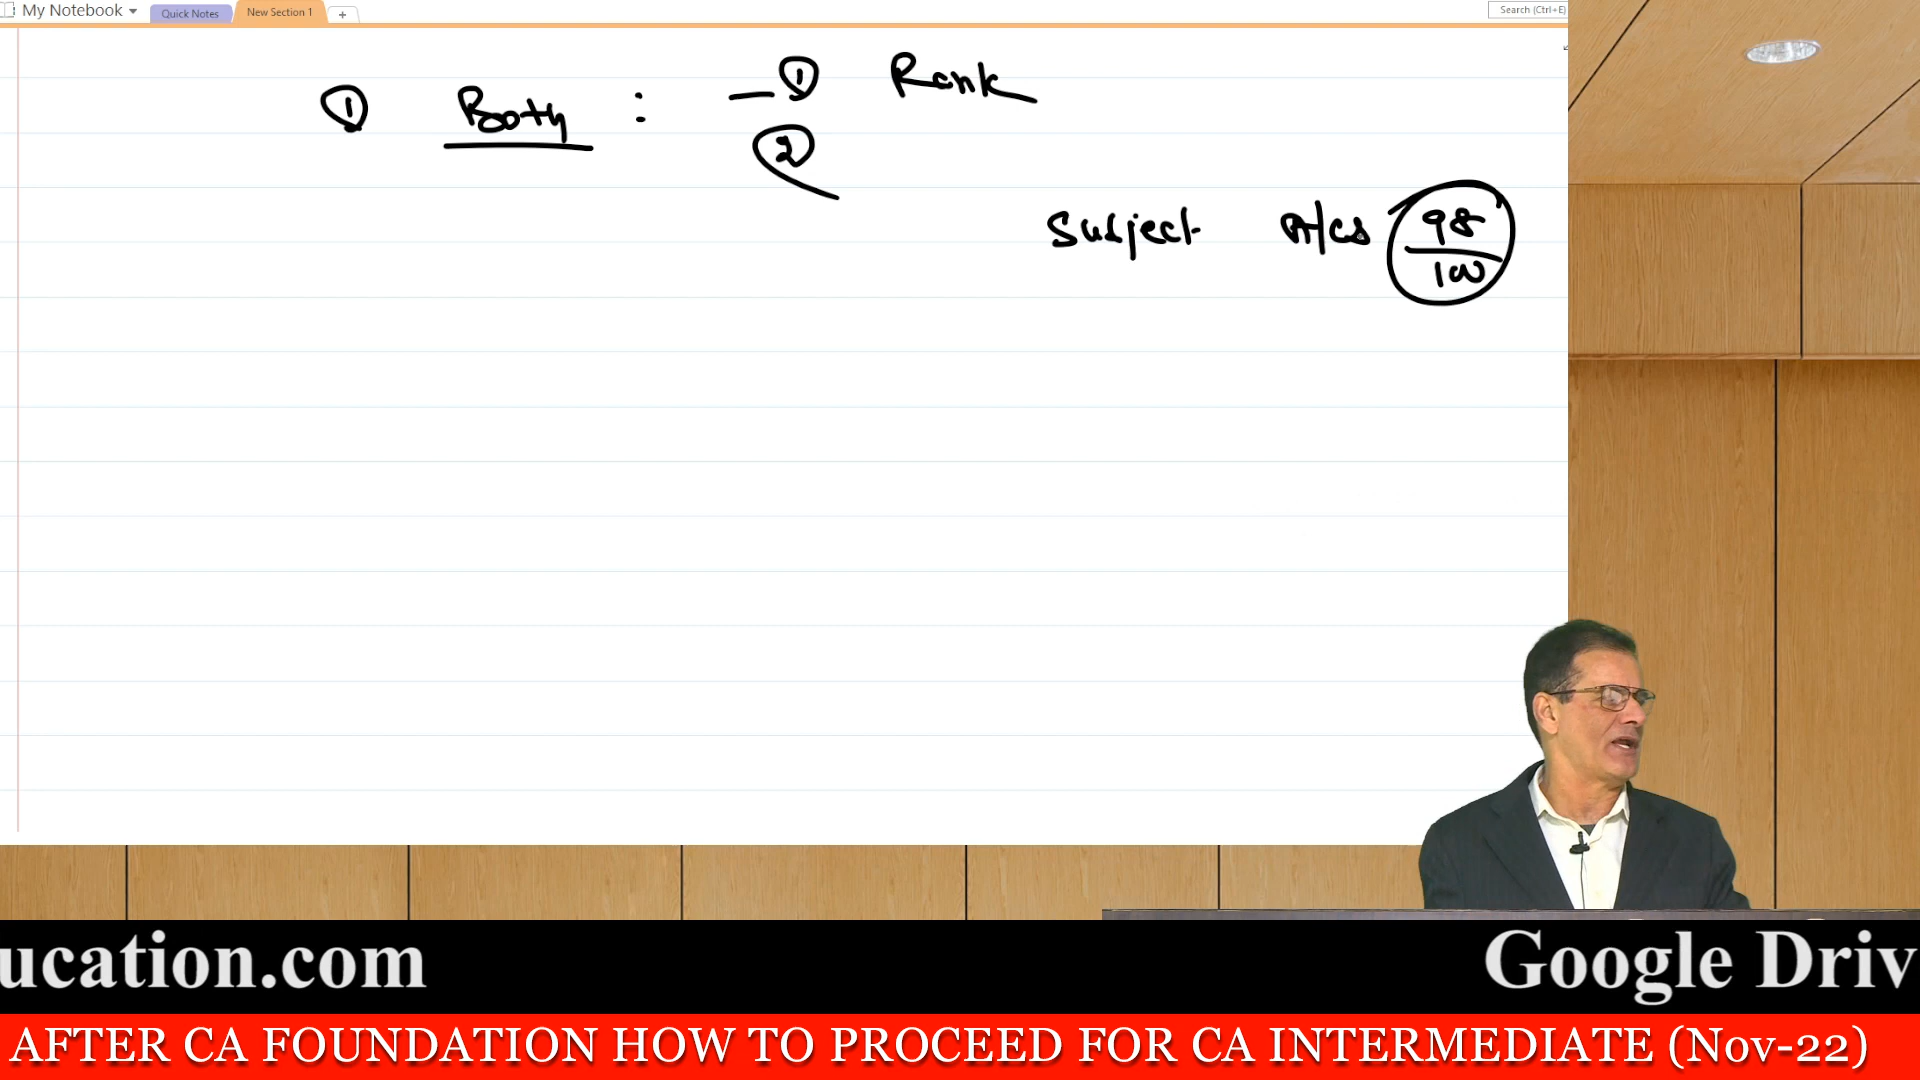 My Notebook Quick Notes New Section 1 + Search (Ctrl+E)
① Both : — ① Rank
②
Subject A/cs 98/100
ucation.com Google Driv
AFTER CA FOUNDATION HOW TO PROCEED FOR CA INTERMEDIATE (Nov-22)